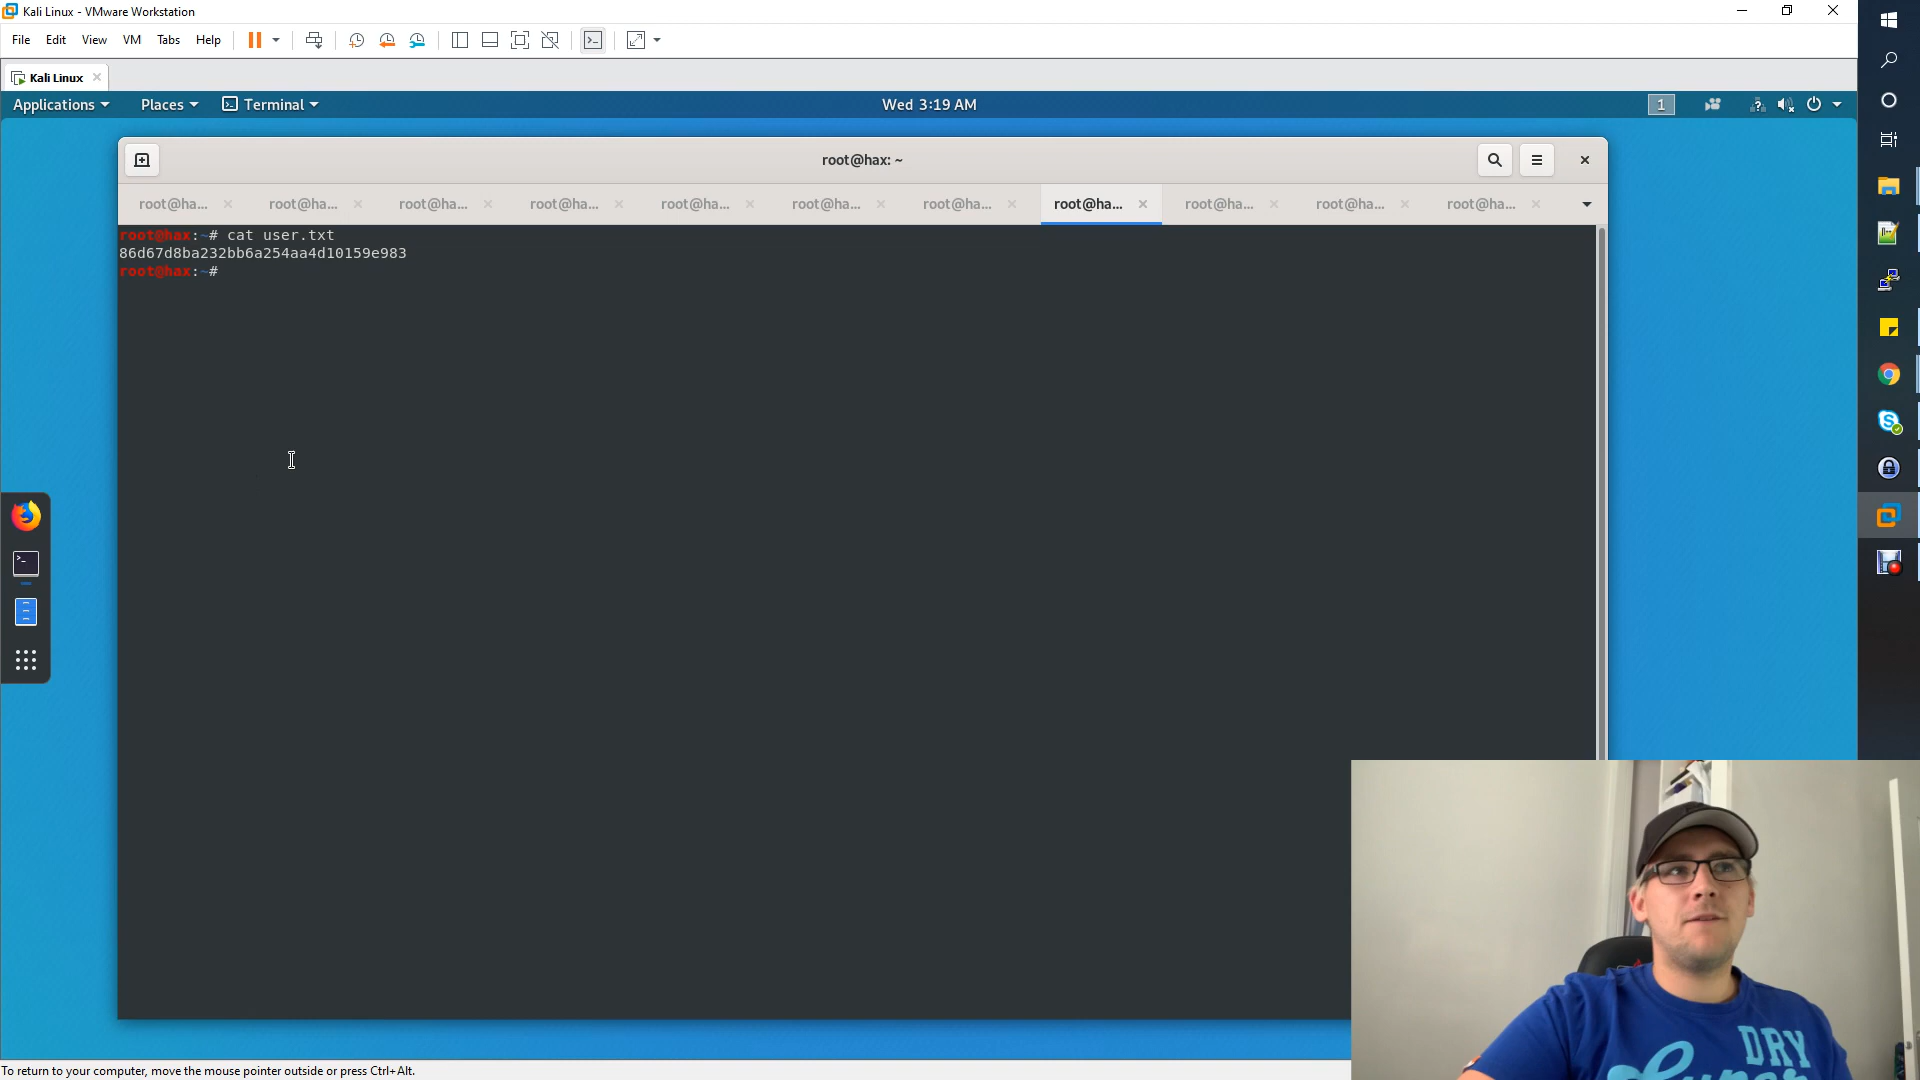 Kali Linux - VMware Workstation
File Edit View VM Tabs Help
Kali Linux
Applications Places Terminal Wed 3:19 AM 1
root@hax: ~
root@ha... root@ha... root@ha... root@ha... root@ha... root@ha... root@ha... root@ha... root@ha... root@ha... root@ha...
root@hax:~# cat user.txt
86d67d8ba232bb6a254aa4d10159e983
root@hax:~#
DRY
To return to your computer, move the mouse pointer outside or press Ctrl+Alt.